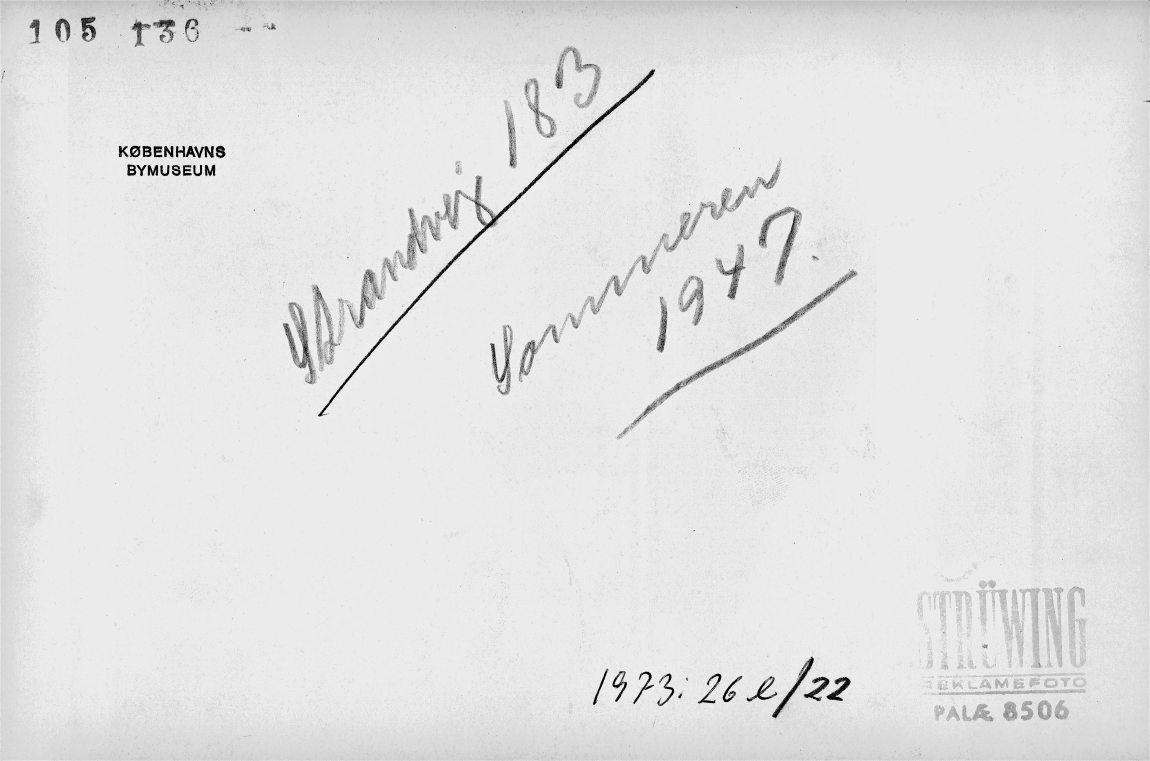 105 136 --
KØBENHAVNS
BYMUSEUM
Strandvej 183
Sommeren
1947.
STRÜWING
REKLAMEFOTO
PALÆ 8506
1973: 26 e/22